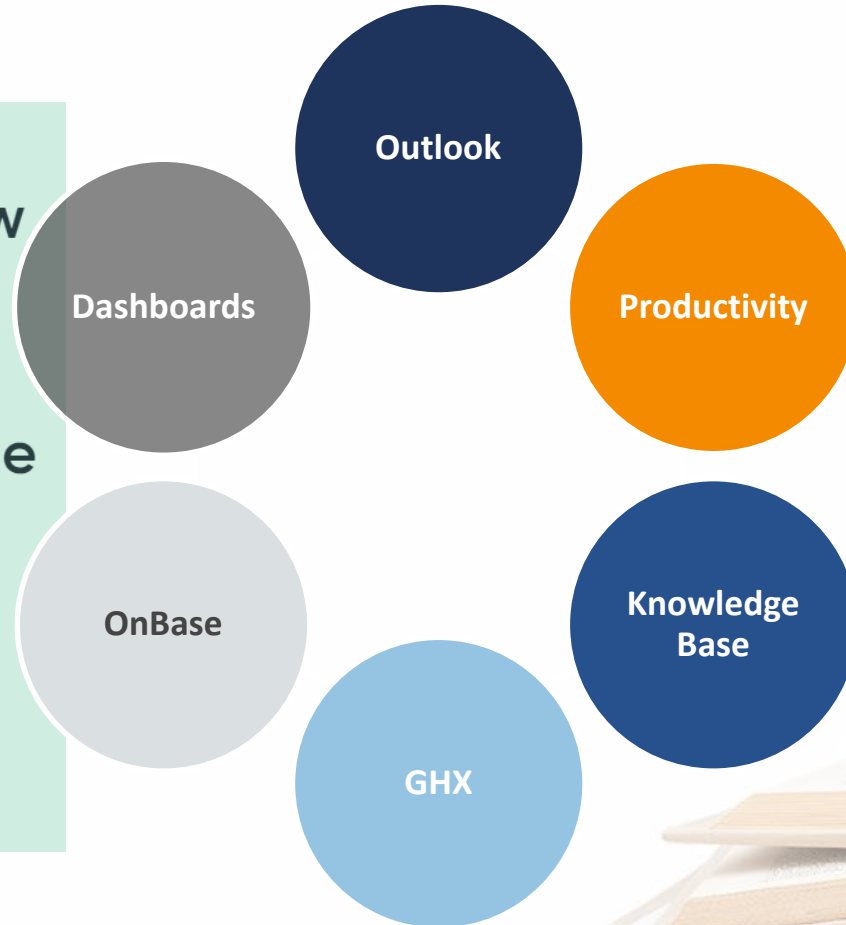 Outlook
w
Dashboards
Productivity
e
OnBase
Knowledge
Base
GHX